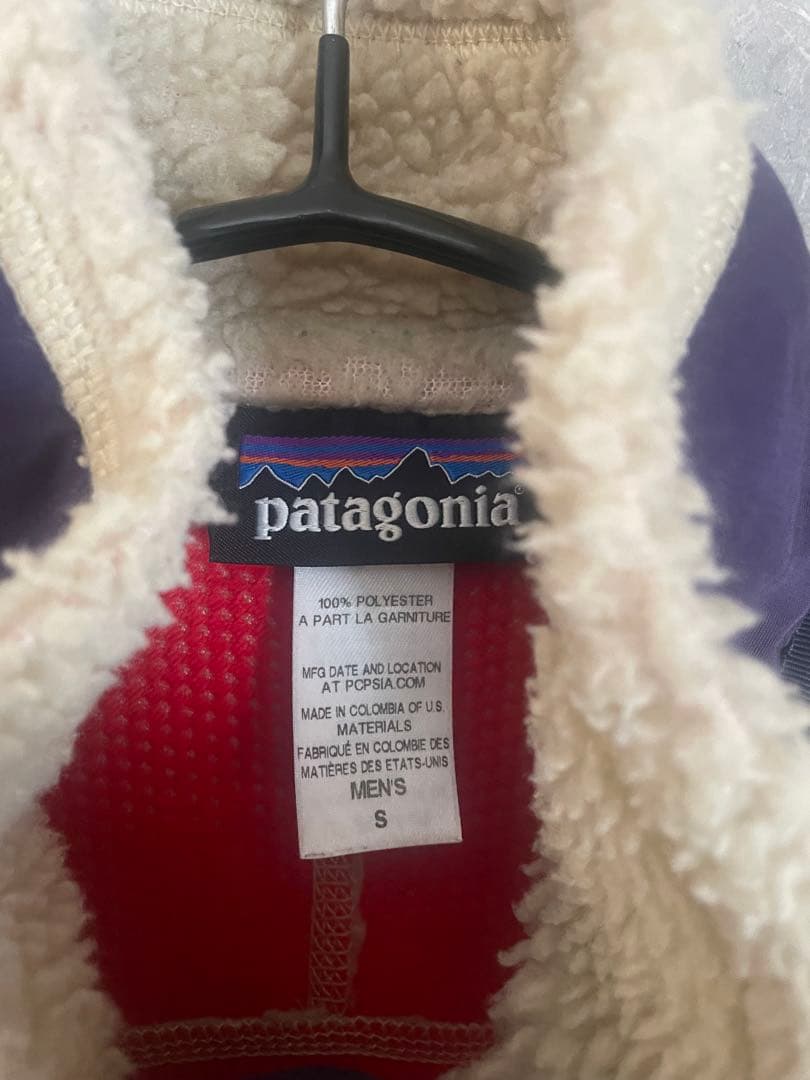 patagonia®
100% POLYESTER
A PART LA GARNITURE
MFG DATE AND LOCATION
AT PCPSIA.COM
MADE IN COLOMBIA OF U.S.
MATERIALS
FABRIQUÉ EN COLOMBIE DES
MATIÈRES DES ETATS-UNIS
MEN'S
S